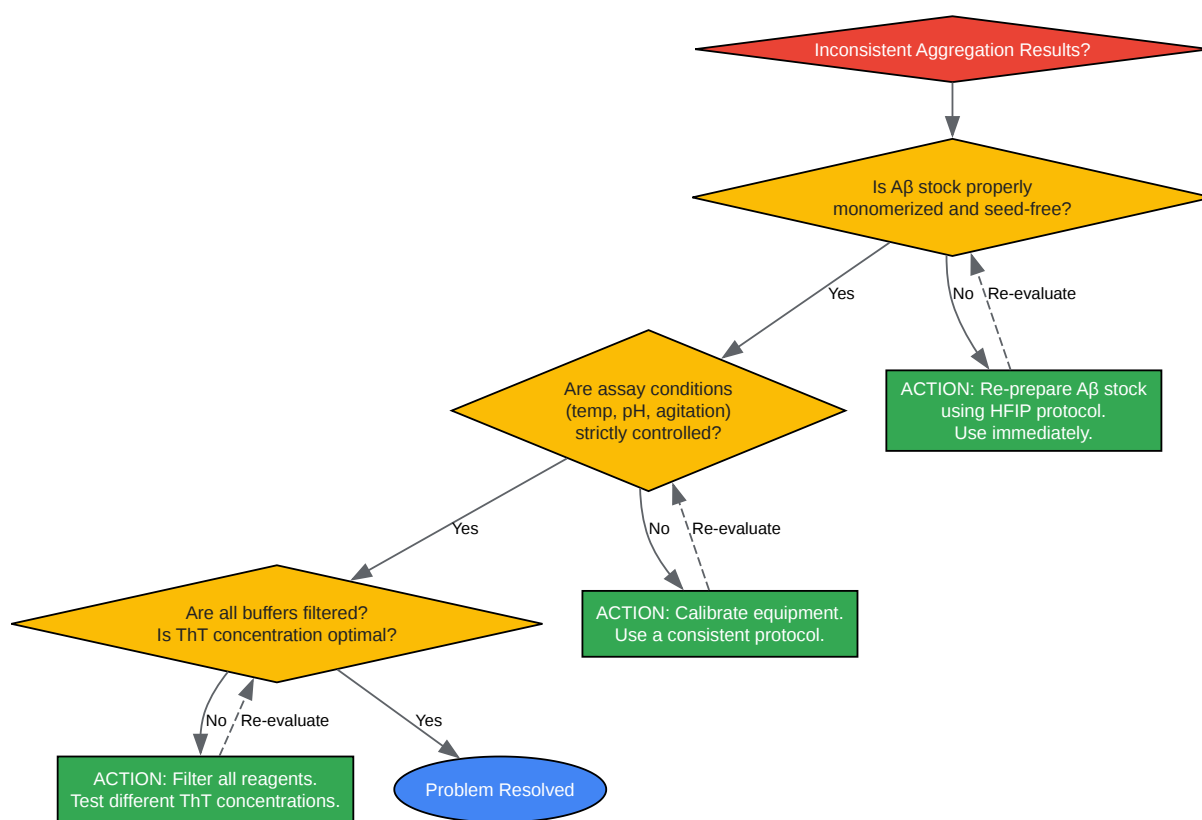 Inconsistent Aggregation Results?
Is Aβ stock properly
monomerized and seed-free?
Yes
No
Re-evaluate
Are assay conditions
(temp, pH, agitation)
strictly controlled?
ACTION: Re-prepare Aβ stock
using HFIP protocol.
Use immediately.
Yes
No
Re-evaluate
Are all buffers filtered?
Is ThT concentration optimal?
ACTION: Calibrate equipment.
Use a consistent protocol.
No
Re-evaluate
Yes
ACTION: Filter all reagents.
Test different ThT concentrations.
Problem Resolved